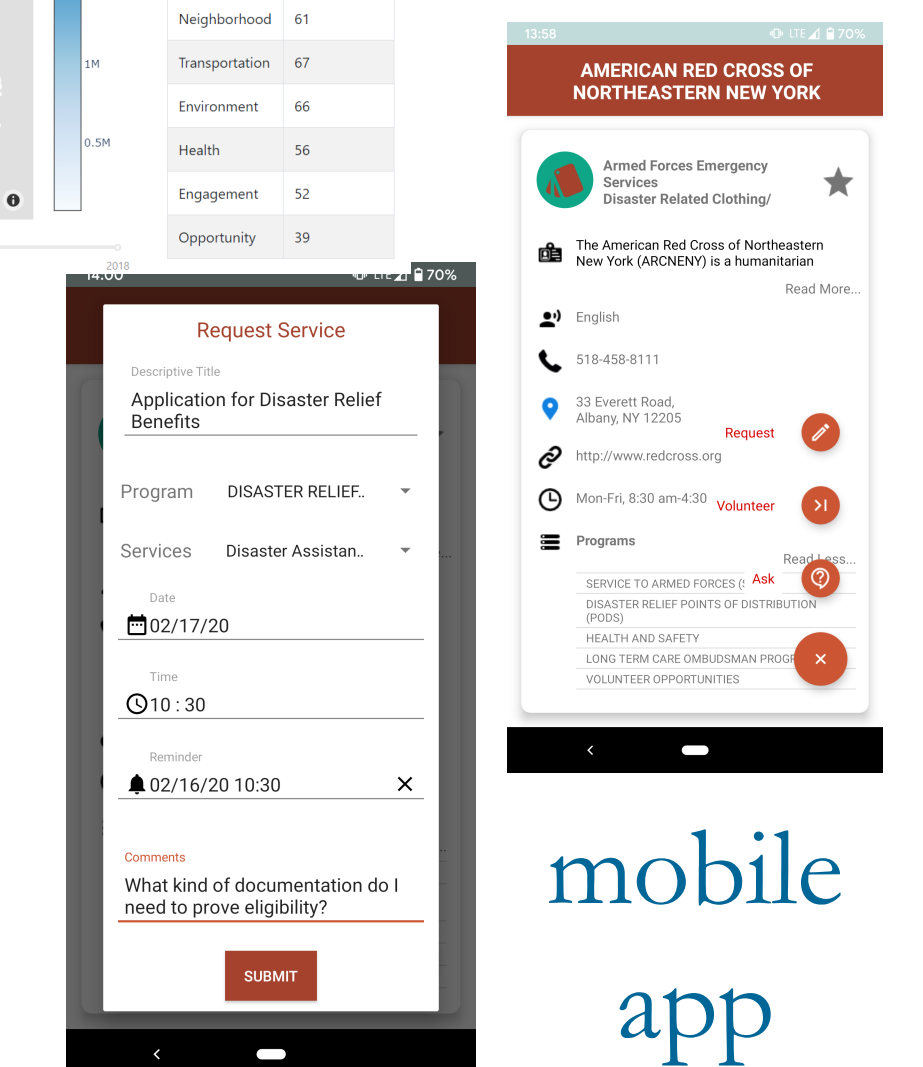 Neighborhood 61
1M
Transportation 67
Environment 66
0.5M
Health 56
Engagement 52
Opportunity 39
2018
14:00 LTE 70%
Request Service
Descriptive Title
Application for Disaster Relief
Benefits
Program DISASTER RELIEF..
Services Disaster Assistan..
Date
02/17/20
Time
10 : 30
Reminder
02/16/20 10:30
Comments
What kind of documentation do I
need to prove eligibility?
SUBMIT
13:58 LTE 70%
AMERICAN RED CROSS OF
NORTHEASTERN NEW YORK
Armed Forces Emergency
Services
Disaster Related Clothing/
The American Red Cross of Northeastern
New York (ARCNENY) is a humanitarian
Read More...
English
518-458-8111
33 Everett Road,
Albany, NY 12205
Request
http://www.redcross.org
Mon-Fri, 8:30 am-4:30
Volunteer
Programs
Read Less...
SERVICE TO ARMED FORCES (S
Ask
DISASTER RELIEF POINTS OF DISTRIBUTION
(PODS)
HEALTH AND SAFETY
LONG TERM CARE OMBUDSMAN PROGR
VOLUNTEER OPPORTUNITIES
mobile
app